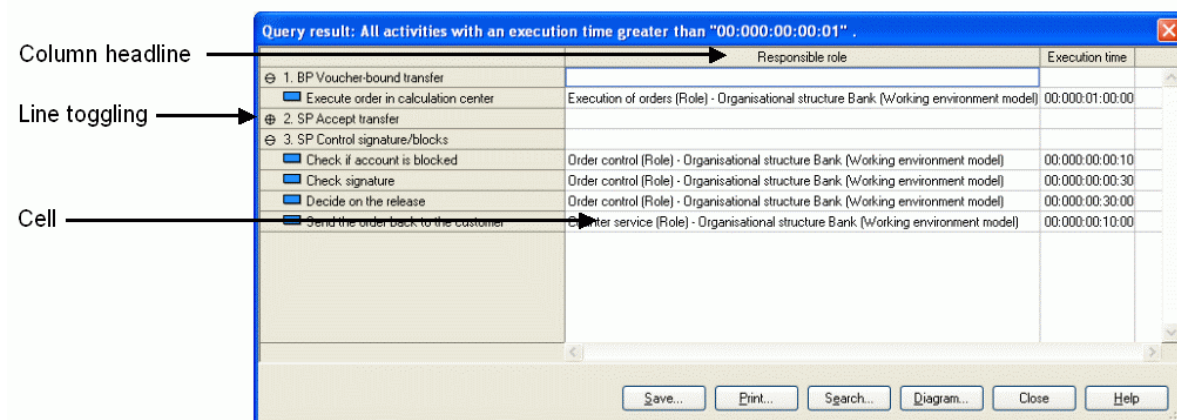 Query result: All activities with an execution time greater than "00:000:00:00:01" .
Column headline
Responsible role Execution time
1. BP Voucher-bound transfer
Execute order in calculation center Execution of orders (Role) - Organisational structure Bank (Working environment model) 00:000:01:00:00
Line toggling
2. SP Accept transfer
3. SP Control signature/blocks
Check if account is blocked Order control (Role) - Organisational structure Bank (Working environment model) 00:000:00:00:10
Check signature Order control (Role) - Organisational structure Bank (Working environment model) 00:000:00:00:30
Decide on the release Order control (Role) - Organisational structure Bank (Working environment model) 00:000:00:30:00
Cell
Send the order back to the customer Counter service (Role) - Organisational structure Bank (Working environment model) 00:000:00:10:00
Save... Print... Search... Diagram... Close Help